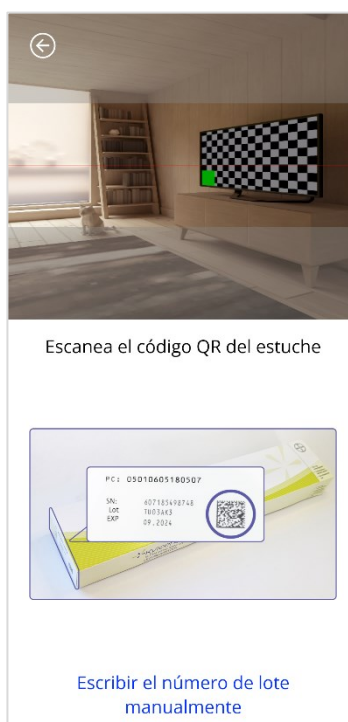 Escanea el código QR del estuche
PC: 05010605180507
SN: 607185498748
Lot TU03AK3
EXP 09.2024
Escribir el número de lote
manualmente